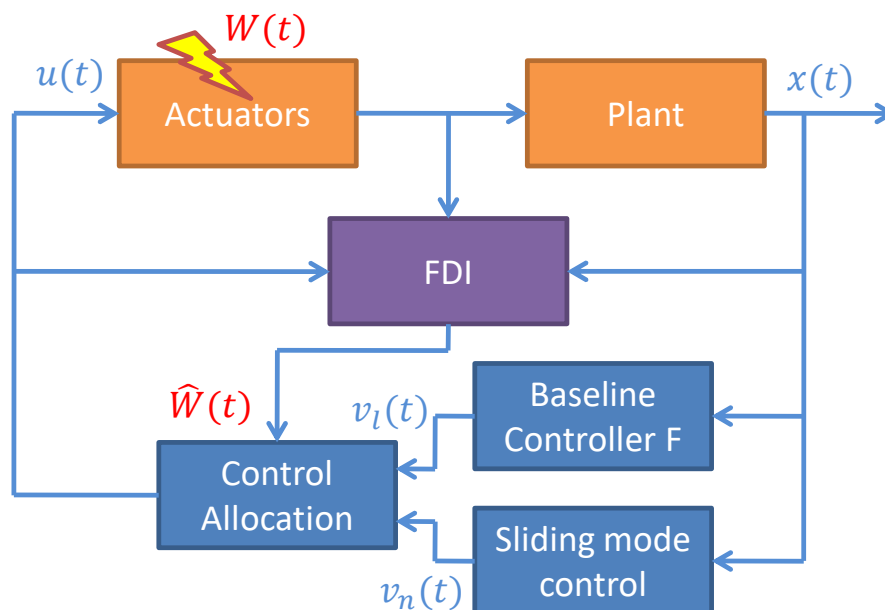 W(t)
u(t)
x(t)
Actuators
Plant
FDI
Ŵ(t)
v_l(t)
Baseline
Controller F
Control
Allocation
Sliding mode
control
v_n(t)